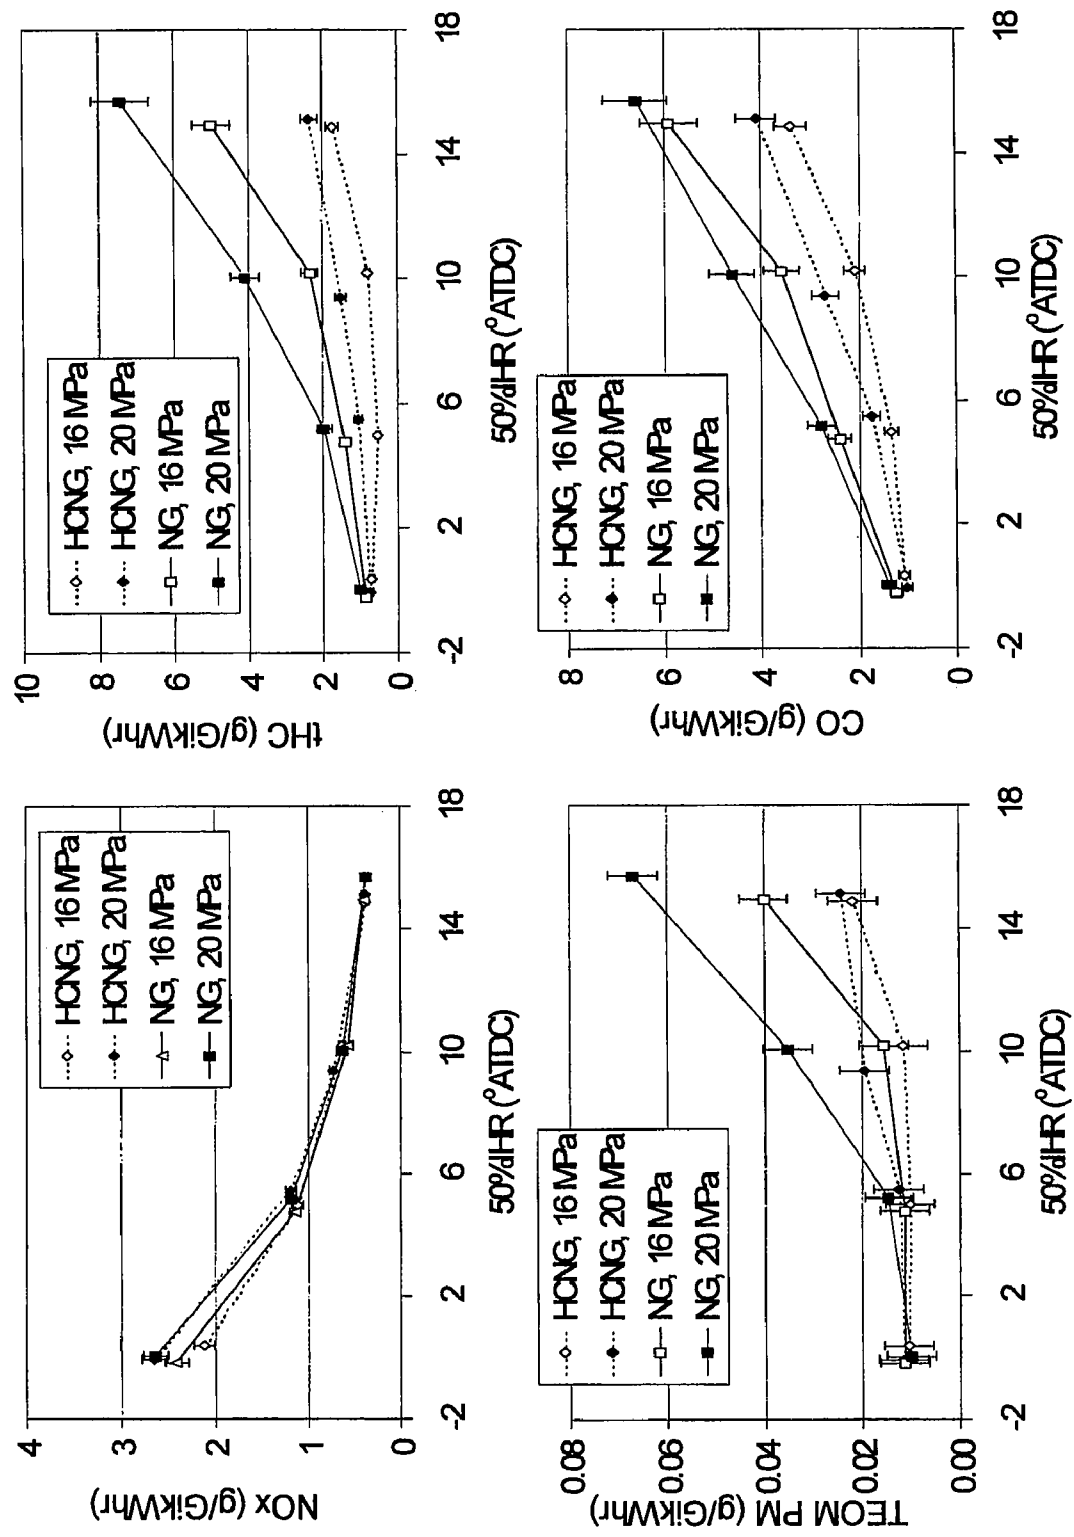 NOx (g/GikWhr)
4
3
2
1
0
-2
2
6
10
14
18
50%IHR (°ATDC)
HCNG, 16 MPa
HCNG, 20 MPa
NG, 16 MPa
NG, 20 MPa
tHC (g/GikWhr)
10
8
6
4
2
0
-2
2
6
10
14
18
50%IHR (°ATDC)
HCNG, 16 MPa
HCNG, 20 MPa
NG, 16 MPa
NG, 20 MPa
TEOM PM (g/GikWhr)
0.08
0.06
0.04
0.02
0.00
-2
2
6
10
14
18
50%IHR (°ATDC)
HCNG, 16 MPa
HCNG, 20 MPa
NG, 16 MPa
NG, 20 MPa
CO (g/GikWhr)
8
6
4
2
0
-2
2
6
10
14
18
50%IHR (°ATDC)
HCNG, 16 MPa
HCNG, 20 MPa
NG, 16 MPa
NG, 20 MPa